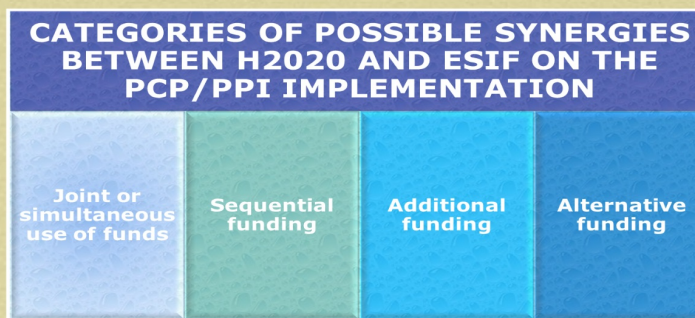 CATEGORIES OF POSSIBLE SYNERGIES
BETWEEN H2020 AND ESIF ON THE
PCP/PPI IMPLEMENTATION
Joint or
simultaneous
use of funds
Sequential
funding
Additional
funding
Alternative
funding